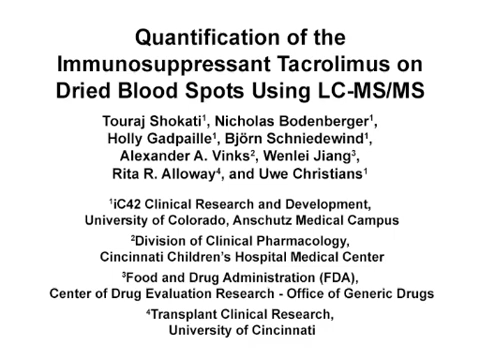 Quantification of the
Immunosuppressant Tacrolimus on
Dried Blood Spots Using LC-MS/MS
Touraj Shokati¹, Nicholas Bodenberger¹,
Holly Gadpaille¹, Björn Schniedewind¹,
Alexander A. Vinks², Wenlei Jiang³,
Rita R. Alloway⁴, and Uwe Christians¹
¹iC42 Clinical Research and Development,
University of Colorado, Anschutz Medical Campus
²Division of Clinical Pharmacology,
Cincinnati Children's Hospital Medical Center
³Food and Drug Administration (FDA),
Center of Drug Evaluation Research - Office of Generic Drugs
⁴Transplant Clinical Research,
University of Cincinnati